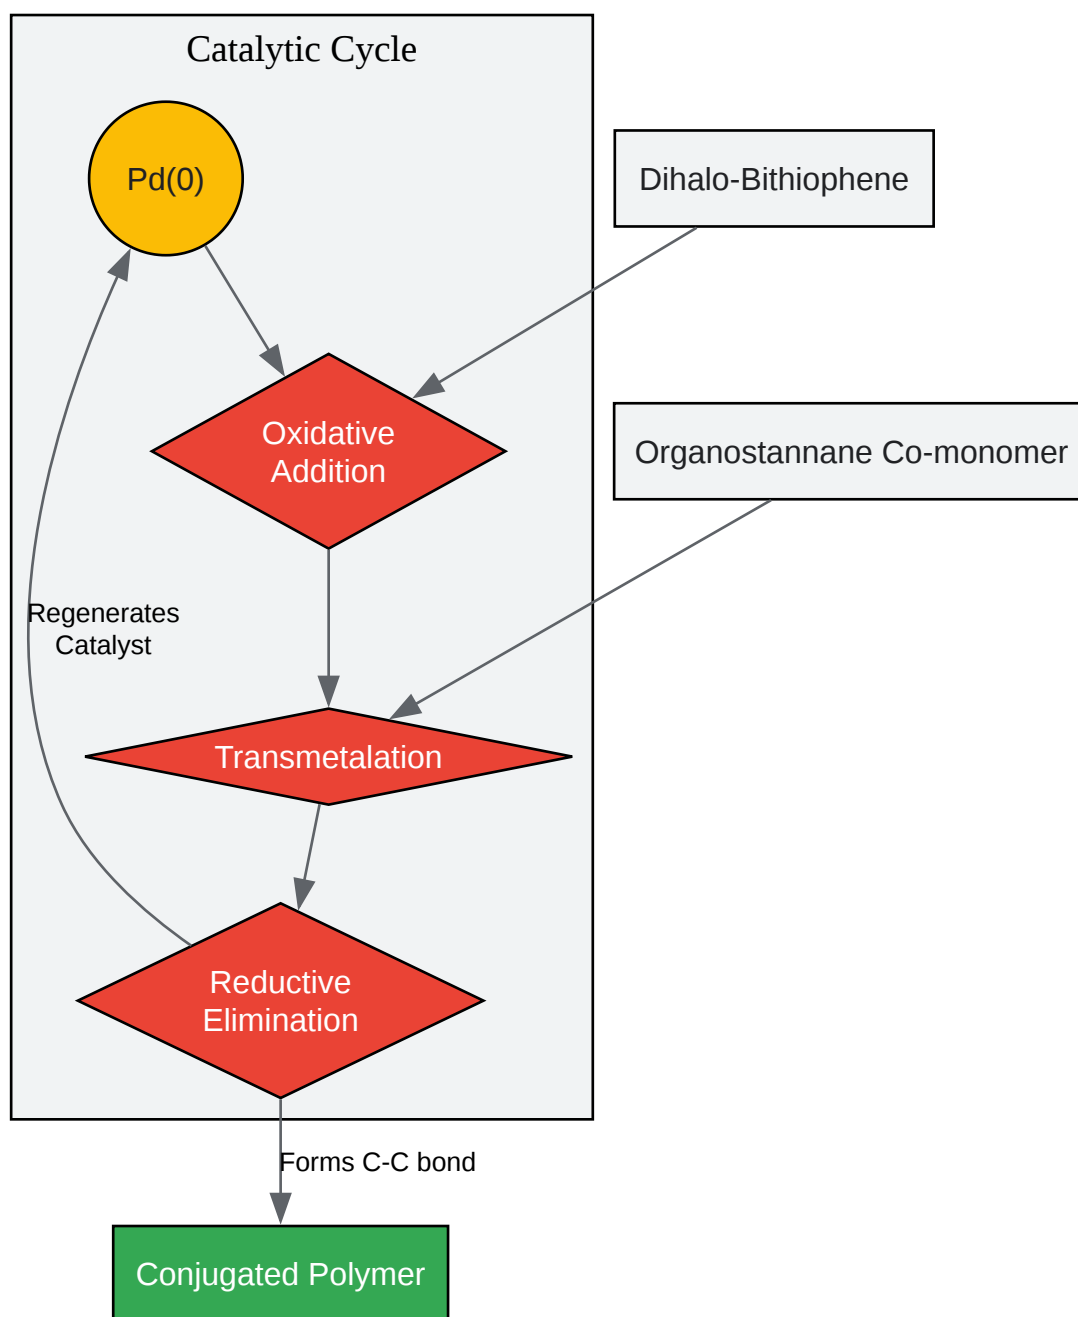 Catalytic Cycle
Pd(0)
Dihalo-Bithiophene
Oxidative
Addition
Organostannane Co-monomer
Regenerates
Catalyst
Transmetalation
Reductive
Elimination
Forms C-C bond
Conjugated Polymer